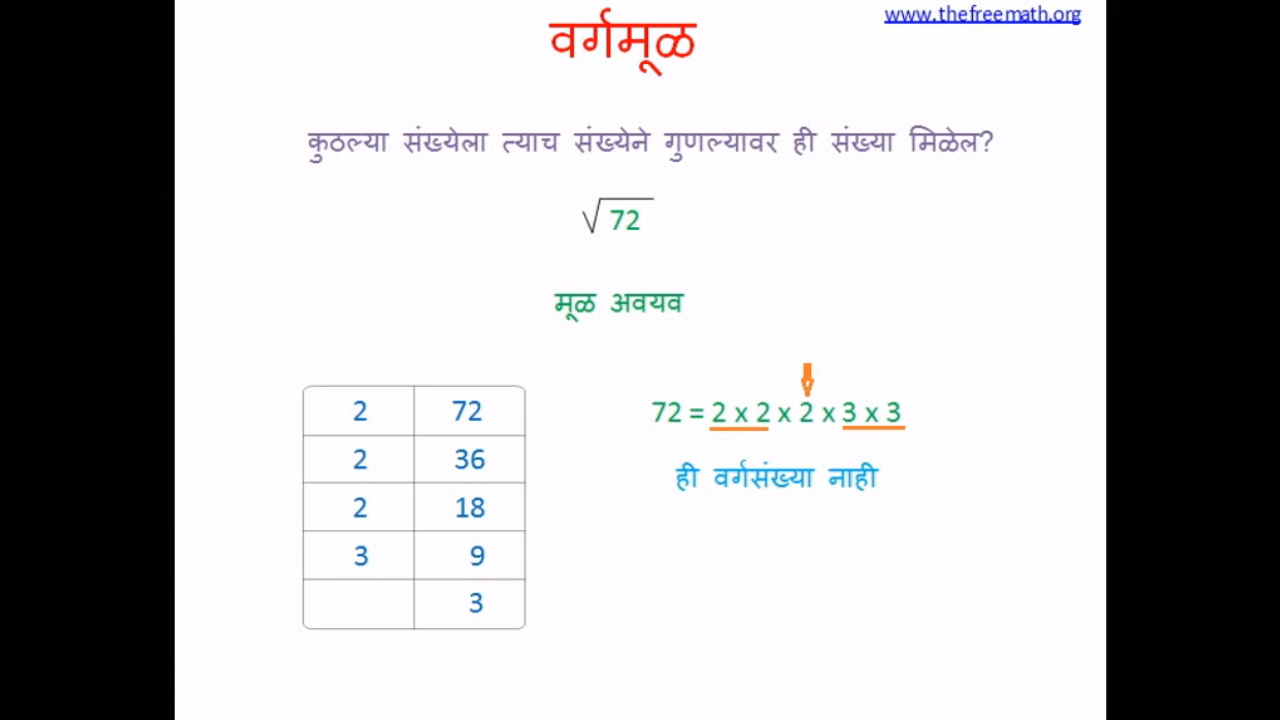 www.thefreemath.org
वर्गमूळ
कुठल्या संख्येला त्याच संख्येने गुणल्यावर ही संख्या मिळेल?
√72
मूळ अवयव
2 72
2 36
2 18
3 9
3
72 = 2 x 2 x 2 x 3 x 3
ही वर्गसंख्या नाही